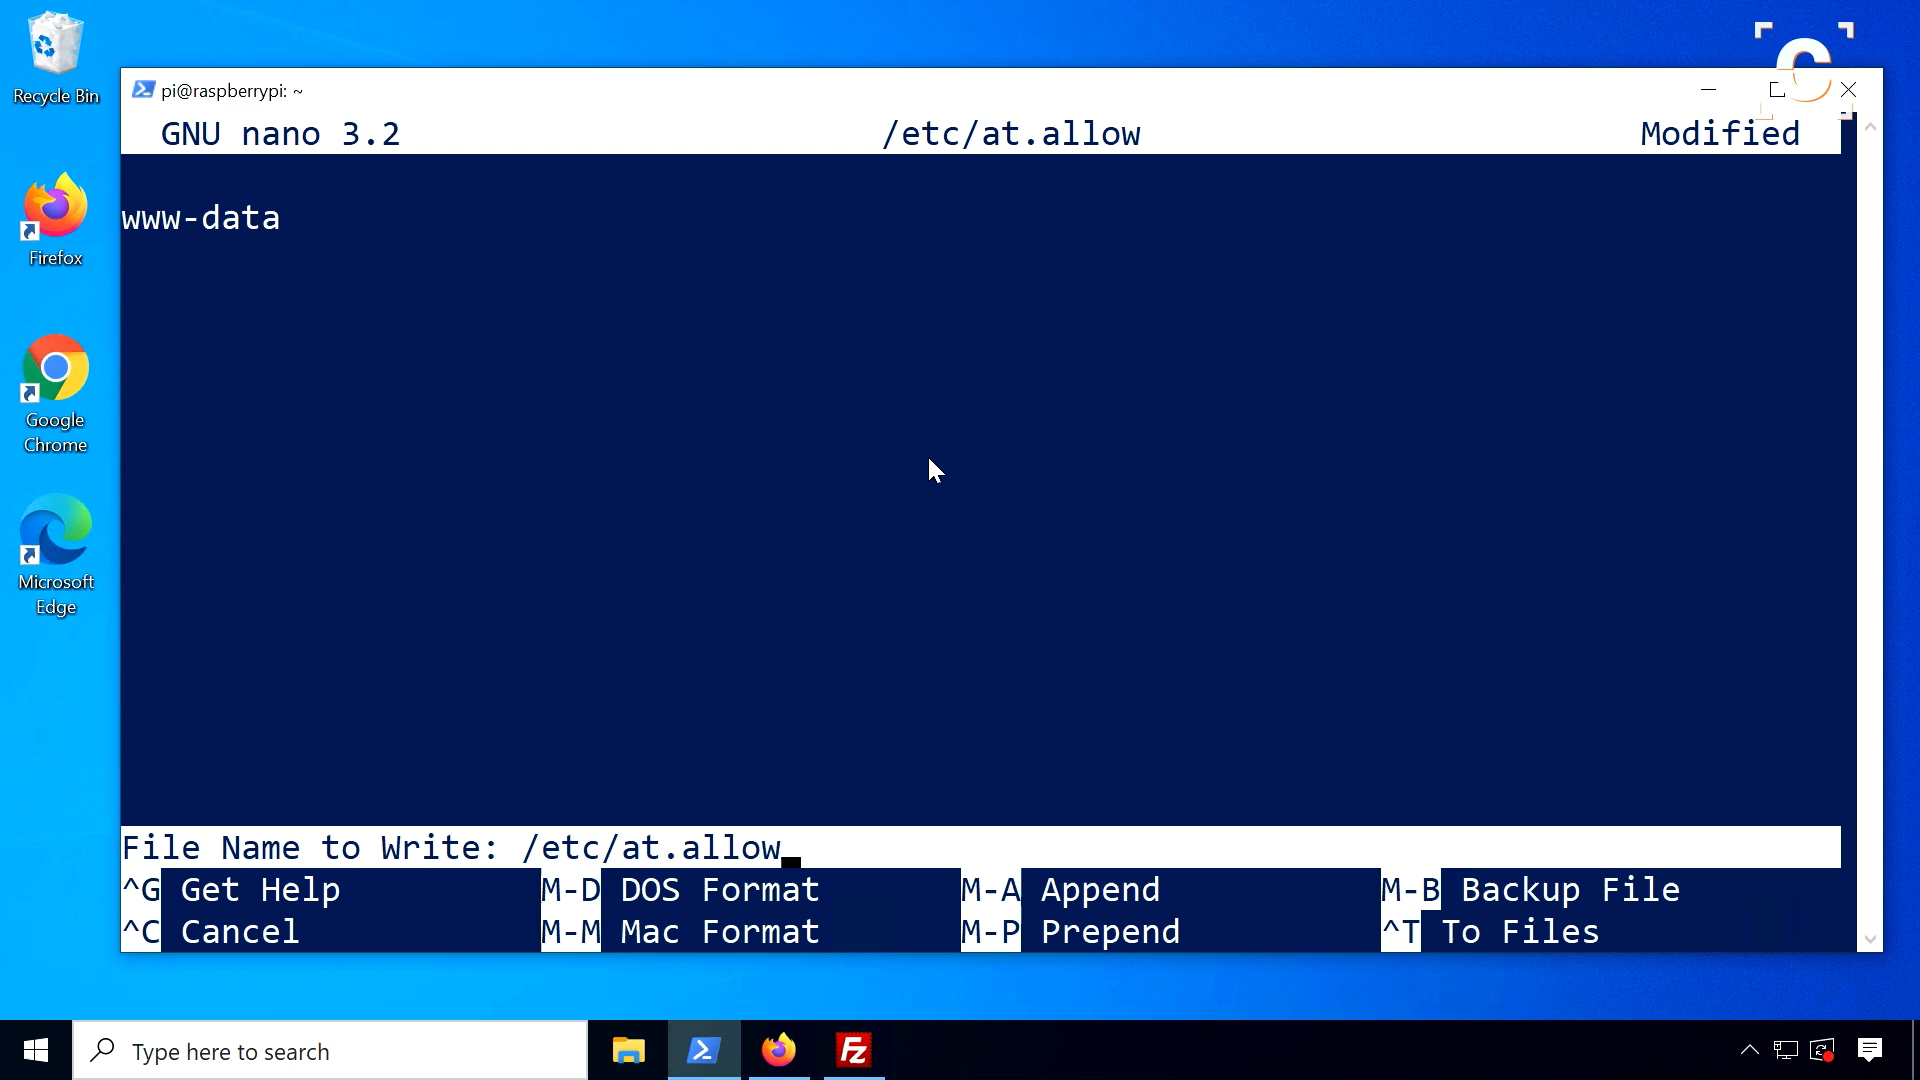 Recycle Bin
Firefox
Google
Chrome
Microsoft
Edge
pi@raspberrypi: ~
GNU nano 3.2 /etc/at.allow Modified
www-data
File Name to Write: /etc/at.allow
^G Get Help M-D DOS Format M-A Append M-B Backup File
^C Cancel M-M Mac Format M-P Prepend ^T To Files
Type here to search
Fz
C